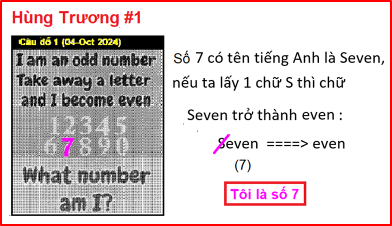 Hùng Trương #1
Câu đố 1 (04-Oct 2024)
I am an odd number
Take away a letter
and I become even
12345
67890
What number
am I?
Số 7 có tên tiếng Anh là Seven,
nếu ta lấy 1 chữ S thì chữ
Seven trở thành even :
Seven ====> even
(7)
Tôi là số 7